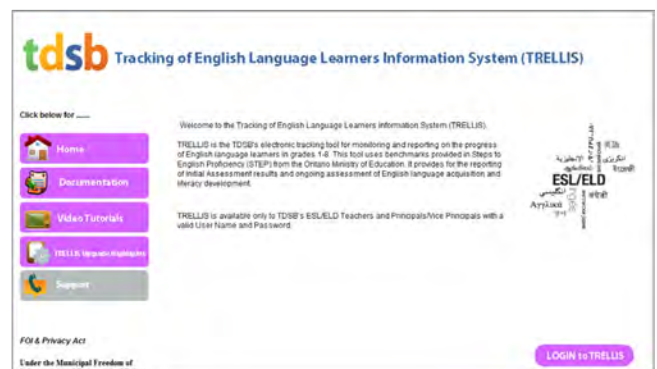 tdsb Tracking of English Language Learners Information System (TRELLIS)
Click below for ......
Home
Documentation
Video Tutorials
TRELLIS Upgrade Highlights
Support
FOI & Privacy Act
Under the Municipal Freedom of
Welcome to the Tracking of English Language Learners Information System (TRELLIS).
TRELLIS is the TDSB's electronic tracking tool for monitoring and reporting on the progress
of English language learners in grades 1-8. This tool uses benchmarks provided in Steps to
English Proficiency (STEP) from the Ontario Ministry of Education. It provides for the reporting
of Initial Assessment results and ongoing assessment of English language acquisition and
literacy development.
TRELLIS is available only to TDSB's ESL/ELD Teachers and Principals/Vice Principals with a
valid User Name and Password.
ESL/ELD
LOGIN to TRELLIS